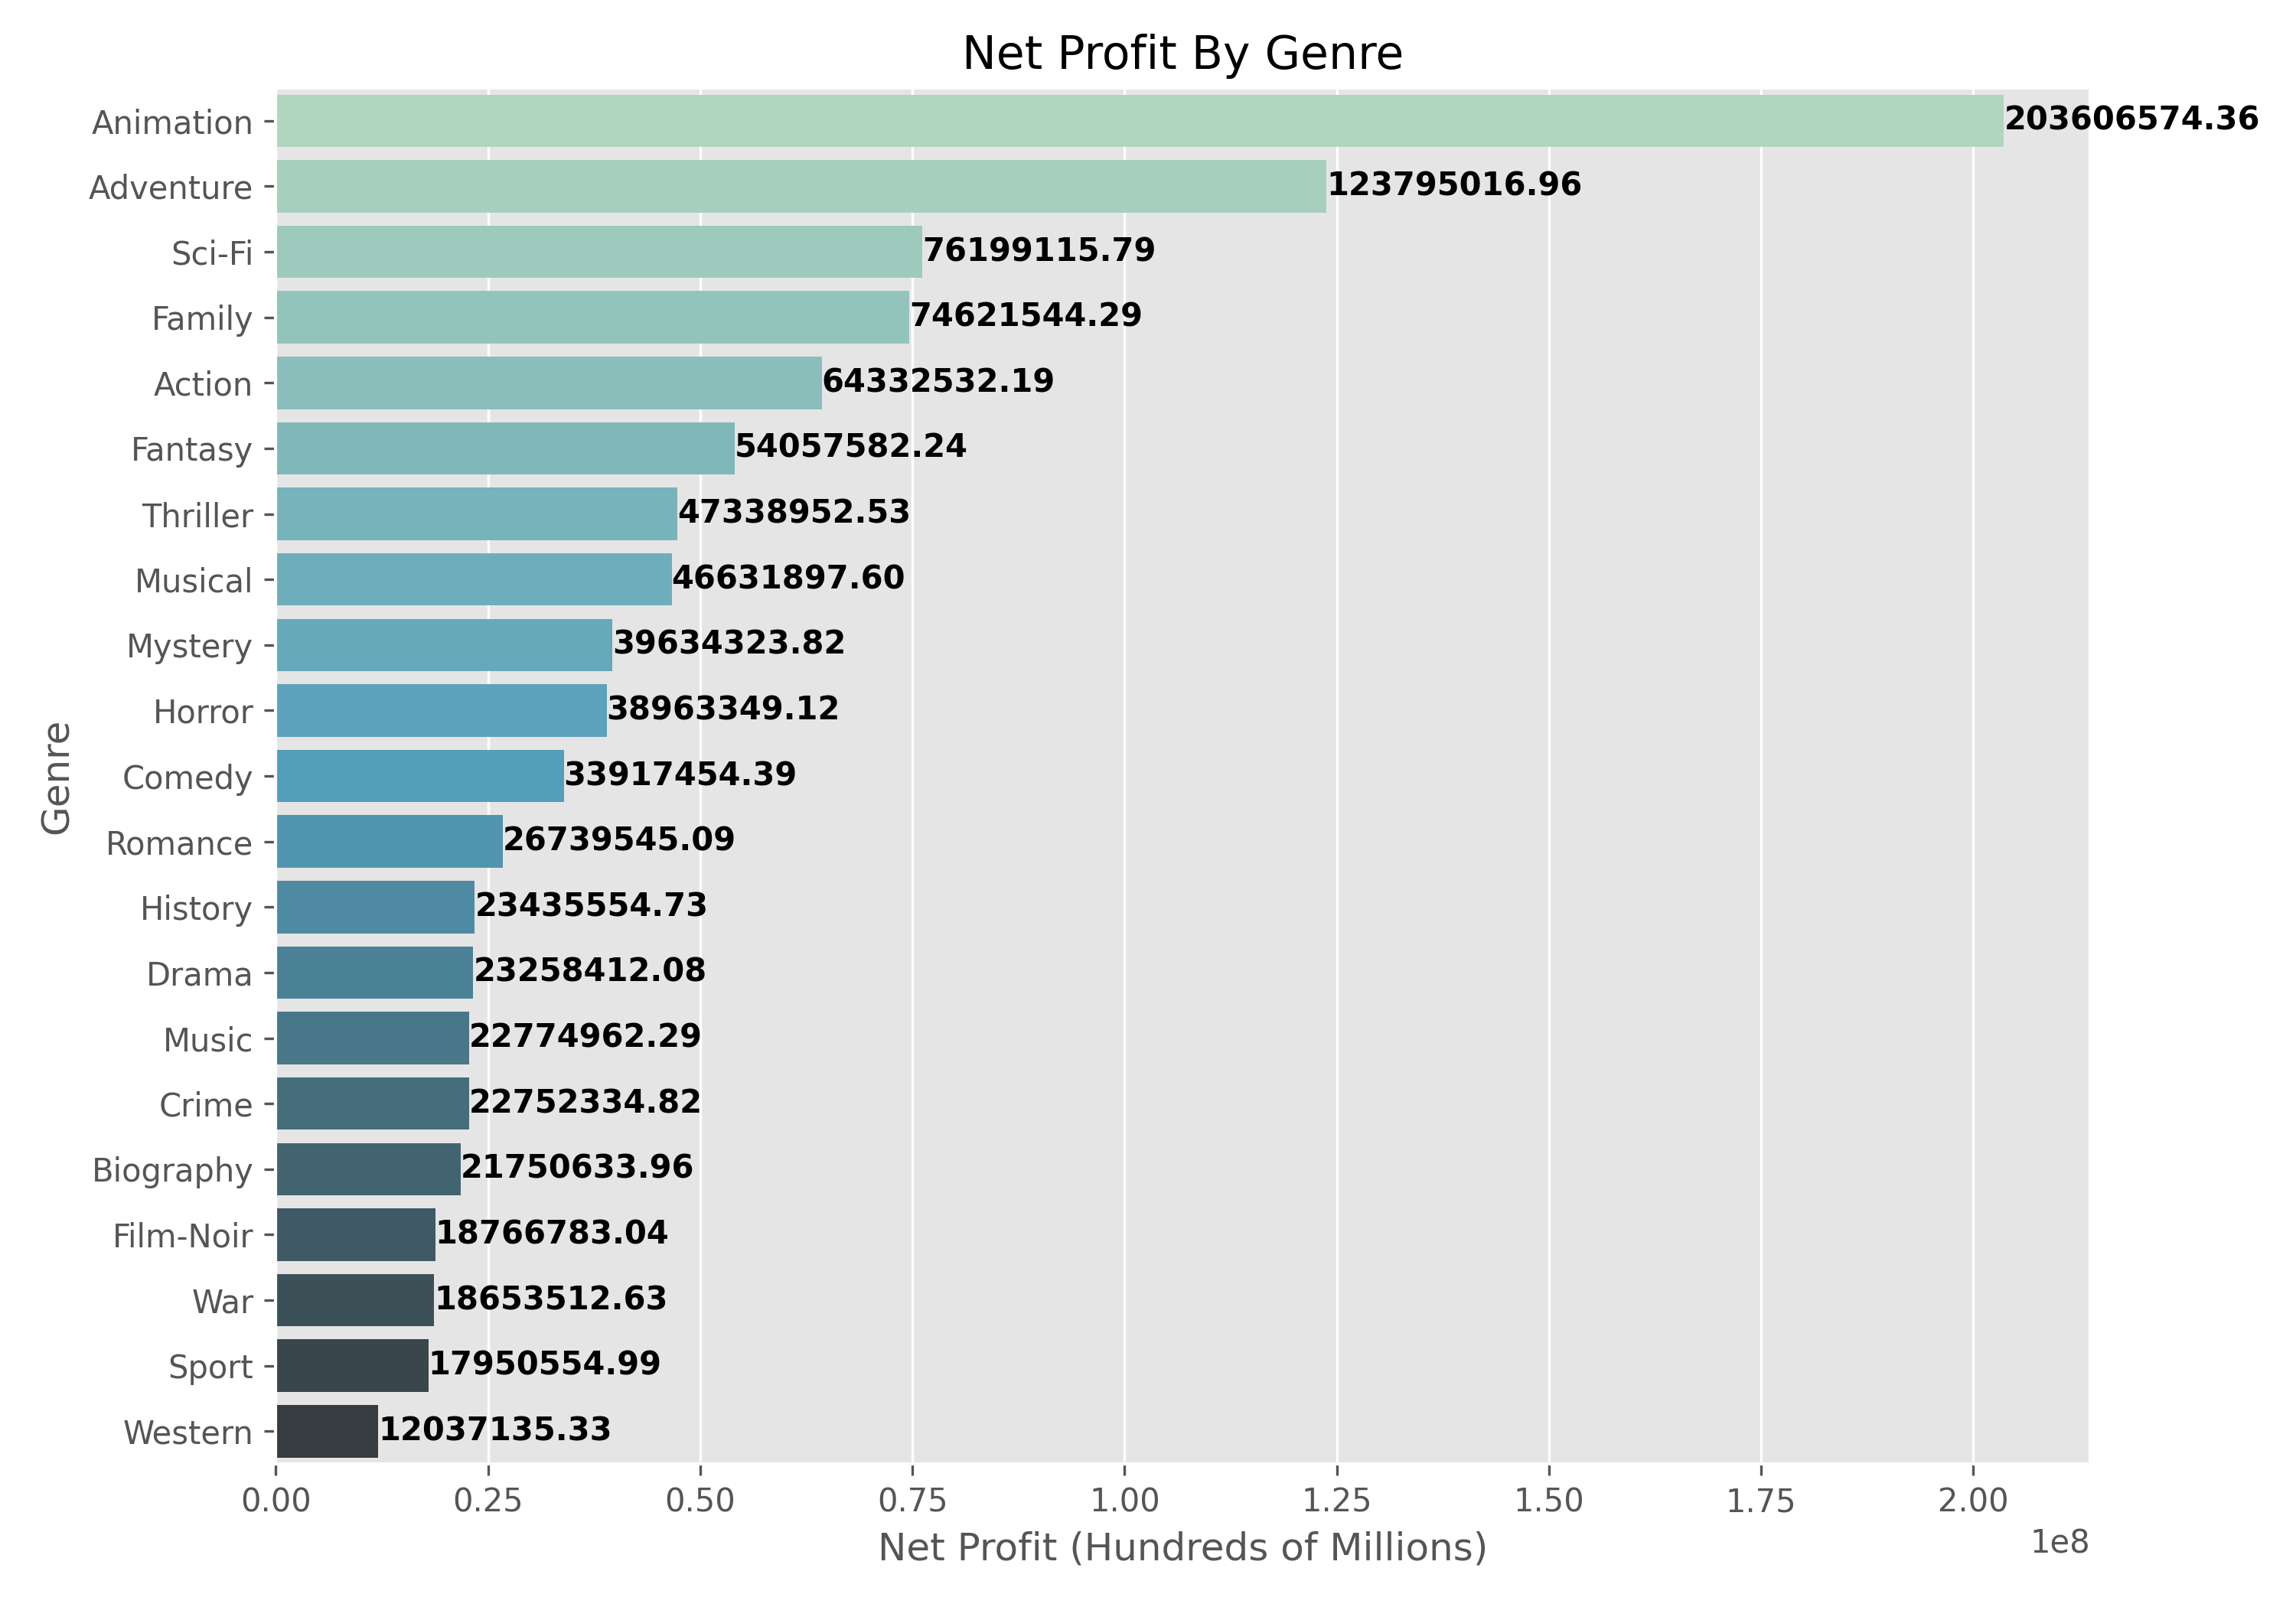 Net Profit By Genre
Animation 203606574.36
Adventure 123795016.96
Sci-Fi 76199115.79
Family 74621544.29
Action 64332532.19
Fantasy 54057582.24
Thriller 47338952.53
Musical 46631897.60
Mystery 39634323.82
Horror 38963349.12
Comedy 33917454.39
Romance 26739545.09
History 23435554.73
Drama 23258412.08
Music 22774962.29
Crime 22752334.82
Biography 21750633.96
Film-Noir 18766783.04
War 18653512.63
Sport 17950554.99
Western 12037135.33
Genre
0.00 0.25 0.50 0.75 1.00 1.25 1.50 1.75 2.00
1e8
Net Profit (Hundreds of Millions)